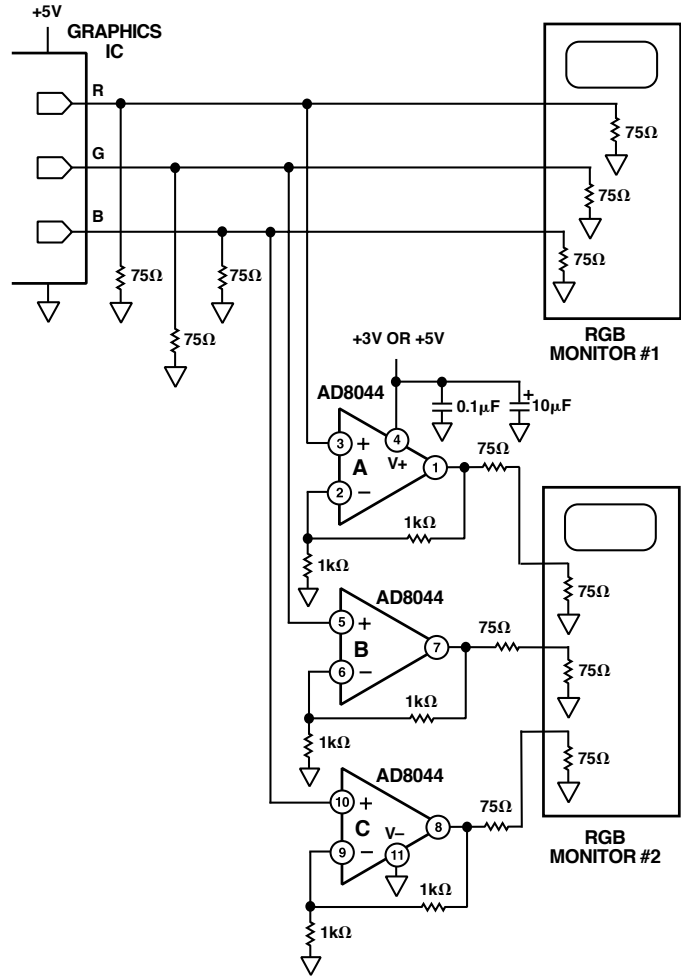 +5V
GRAPHICS
IC
R
75Ω
G
75Ω
B
75Ω
75Ω
75Ω
75Ω
RGB
MONITOR #1
+3V OR +5V
AD8044
0.1µF
+
10µF
3
+
4
V+
A
1
75Ω
2
–
1kΩ
1kΩ
75Ω
AD8044
5
+
B
7
75Ω
75Ω
6
–
1kΩ
1kΩ
AD8044
75Ω
10
+
C
8
75Ω
V–
9
–
11
RGB
MONITOR #2
1kΩ
1kΩ